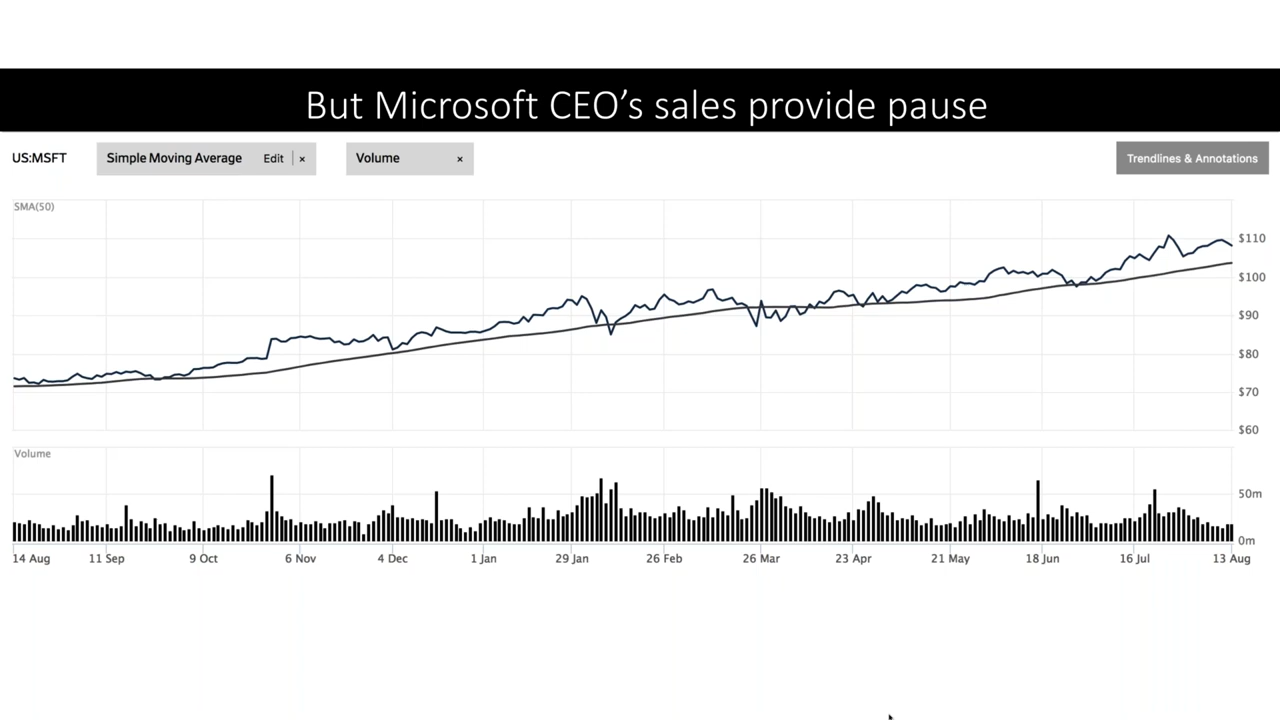 But Microsoft CEO’s sales provide pause
US:MSFT
Simple Moving Average Edit ×
Volume ×
Trendlines & Annotations
SMA(50)
$110
$100
$90
$80
$70
$60
Volume
50m
0m
14 Aug 11 Sep 9 Oct 6 Nov 4 Dec 1 Jan 29 Jan 26 Feb 26 Mar 23 Apr 21 May 18 Jun 16 Jul 13 Aug